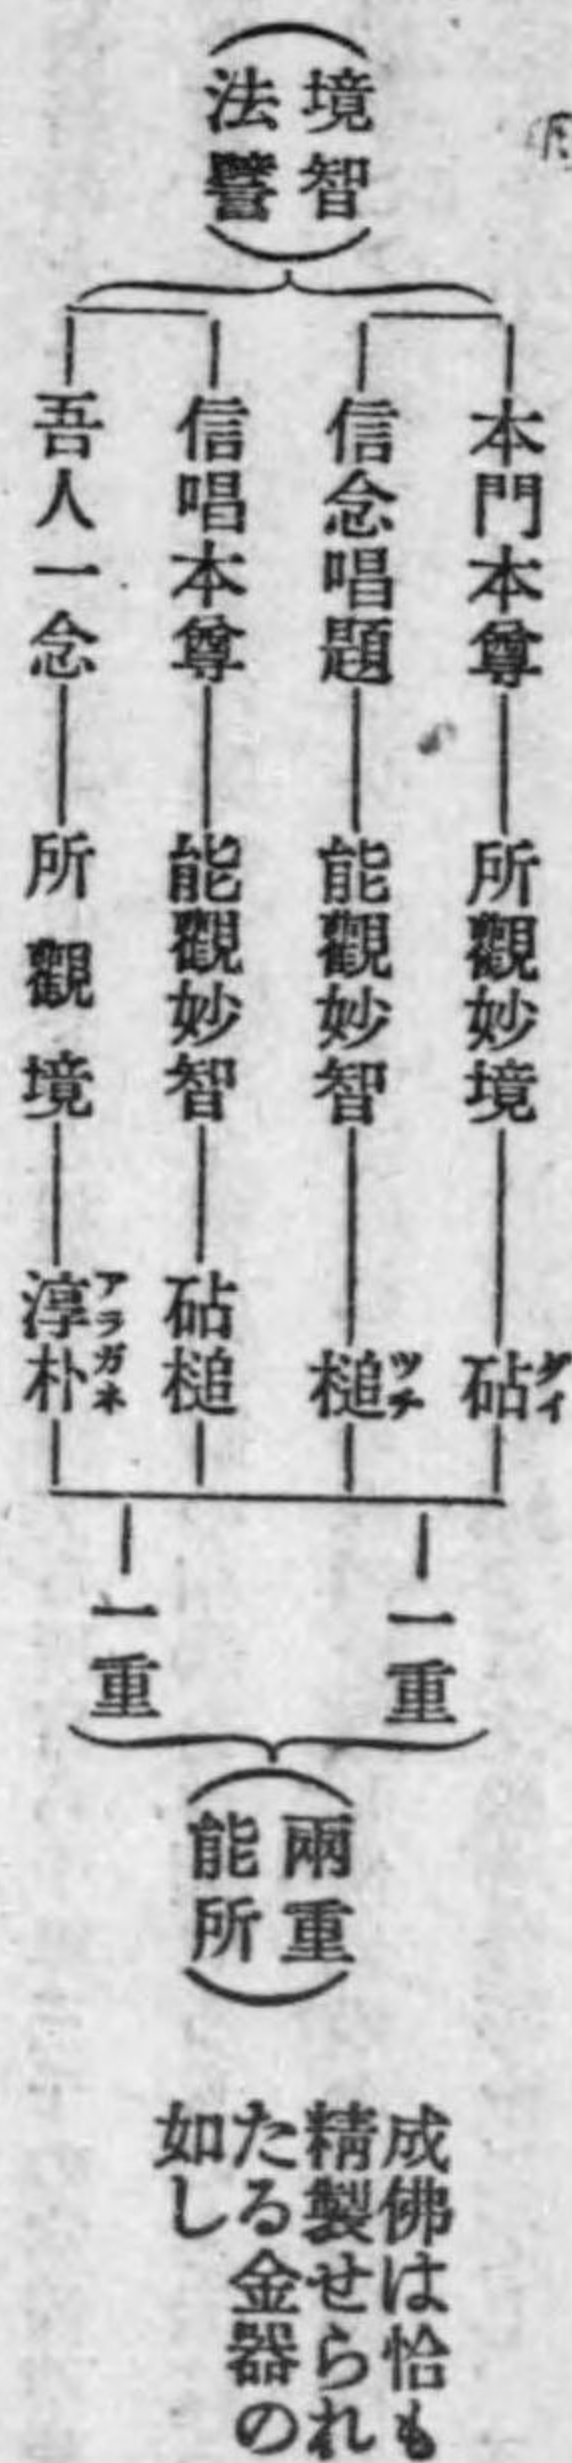 境智
法譬
本門本尊
所觀妙境
砧
ダイ
信念唱題
能觀妙智
槌
ツチ
信唱本尊
能觀妙智
砧槌
吾人一念
所觀境
淳朴
アラガネ
一重
一重
兩重
能所
成佛は恰も
精製せられ
たる金器の
如し